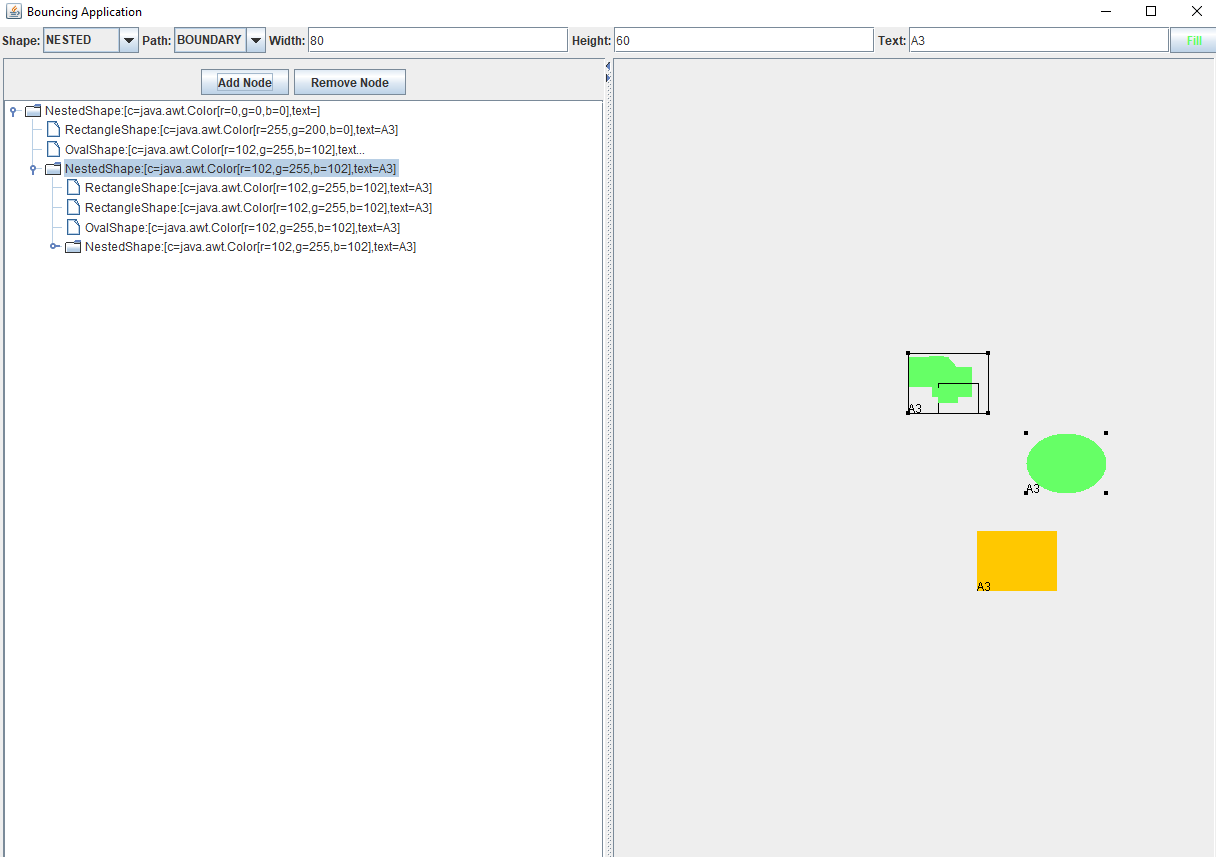 Bouncing Application
Shape: NESTED Path: BOUNDARY Width: 80 Height: 60 Text: A3 Fill
Add Node Remove Node
NestedShape:[c=java.awt.Color[r=0,g=0,b=0],text=]
RectangleShape:[c=java.awt.Color[r=255,g=200,b=0],text=A3]
OvalShape:[c=java.awt.Color[r=102,g=255,b=102],text...
NestedShape:[c=java.awt.Color[r=102,g=255,b=102],text=A3]
RectangleShape:[c=java.awt.Color[r=102,g=255,b=102],text=A3]
RectangleShape:[c=java.awt.Color[r=102,g=255,b=102],text=A3]
OvalShape:[c=java.awt.Color[r=102,g=255,b=102],text=A3]
NestedShape:[c=java.awt.Color[r=102,g=255,b=102],text=A3]
A3
A3
A3